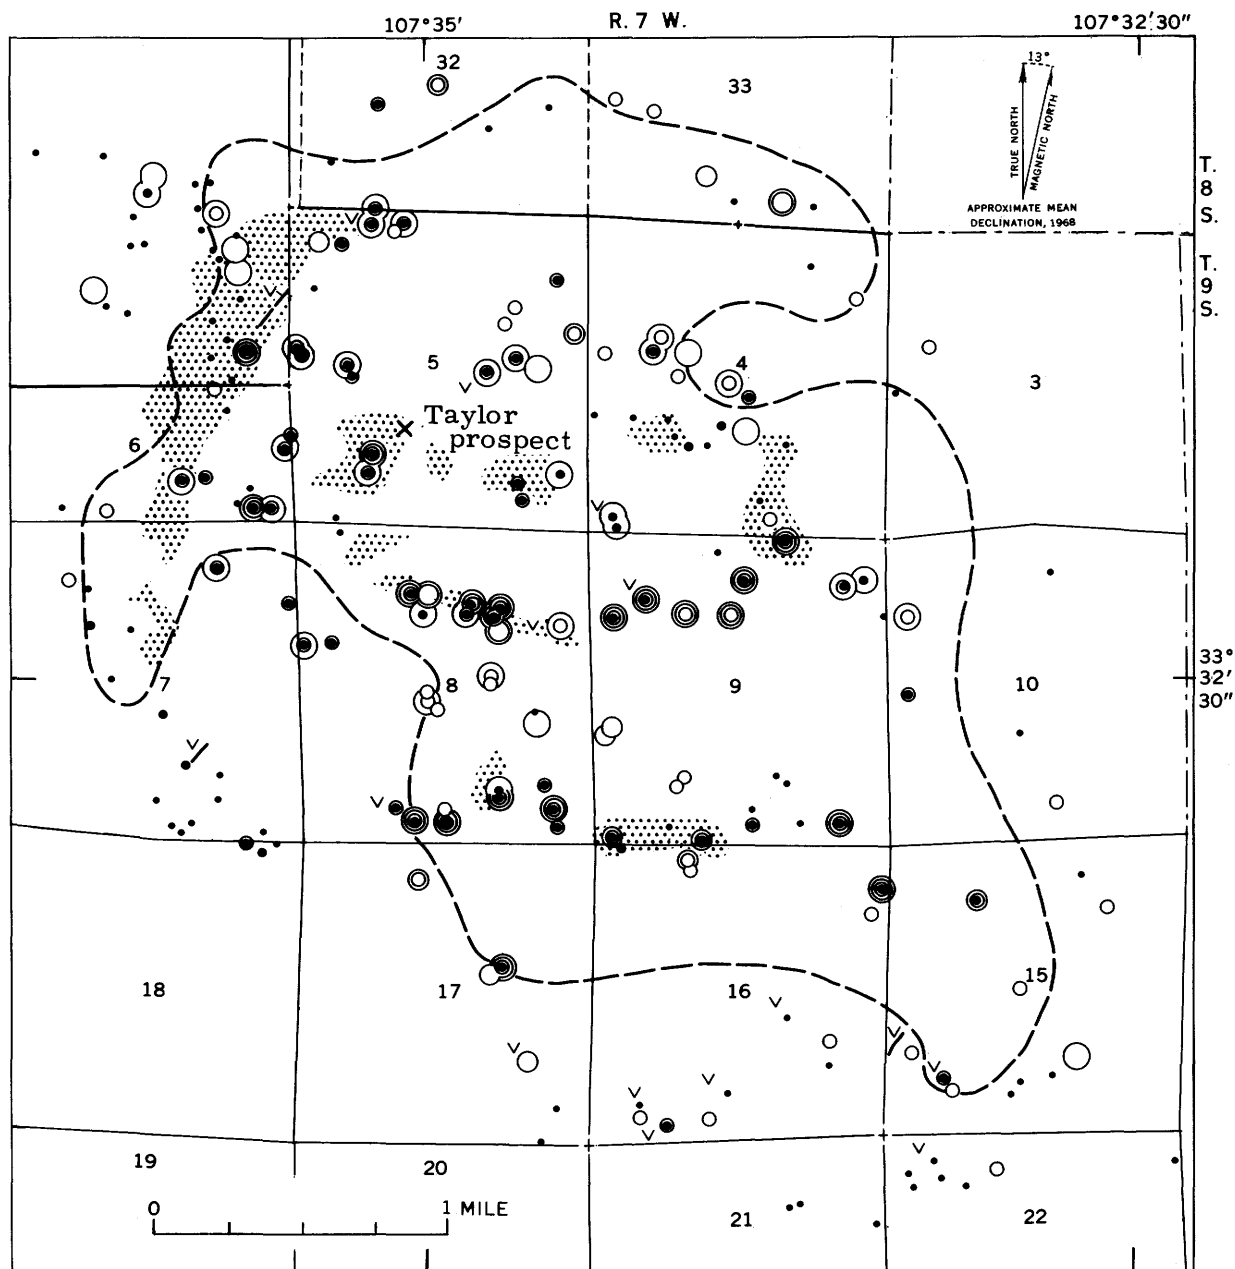 107°35′
R. 7 W.
107°32′30″
32
33
13°
TRUE NORTH
MAGNETIC NORTH
APPROXIMATE MEAN
DECLINATION, 1968
T.
8
S.
T.
9
S.
5
4
3
Taylor
prospect
6
33°
32′
30″
7
8
9
10
18
17
16
15
19
20
21
22
0
1 MILE